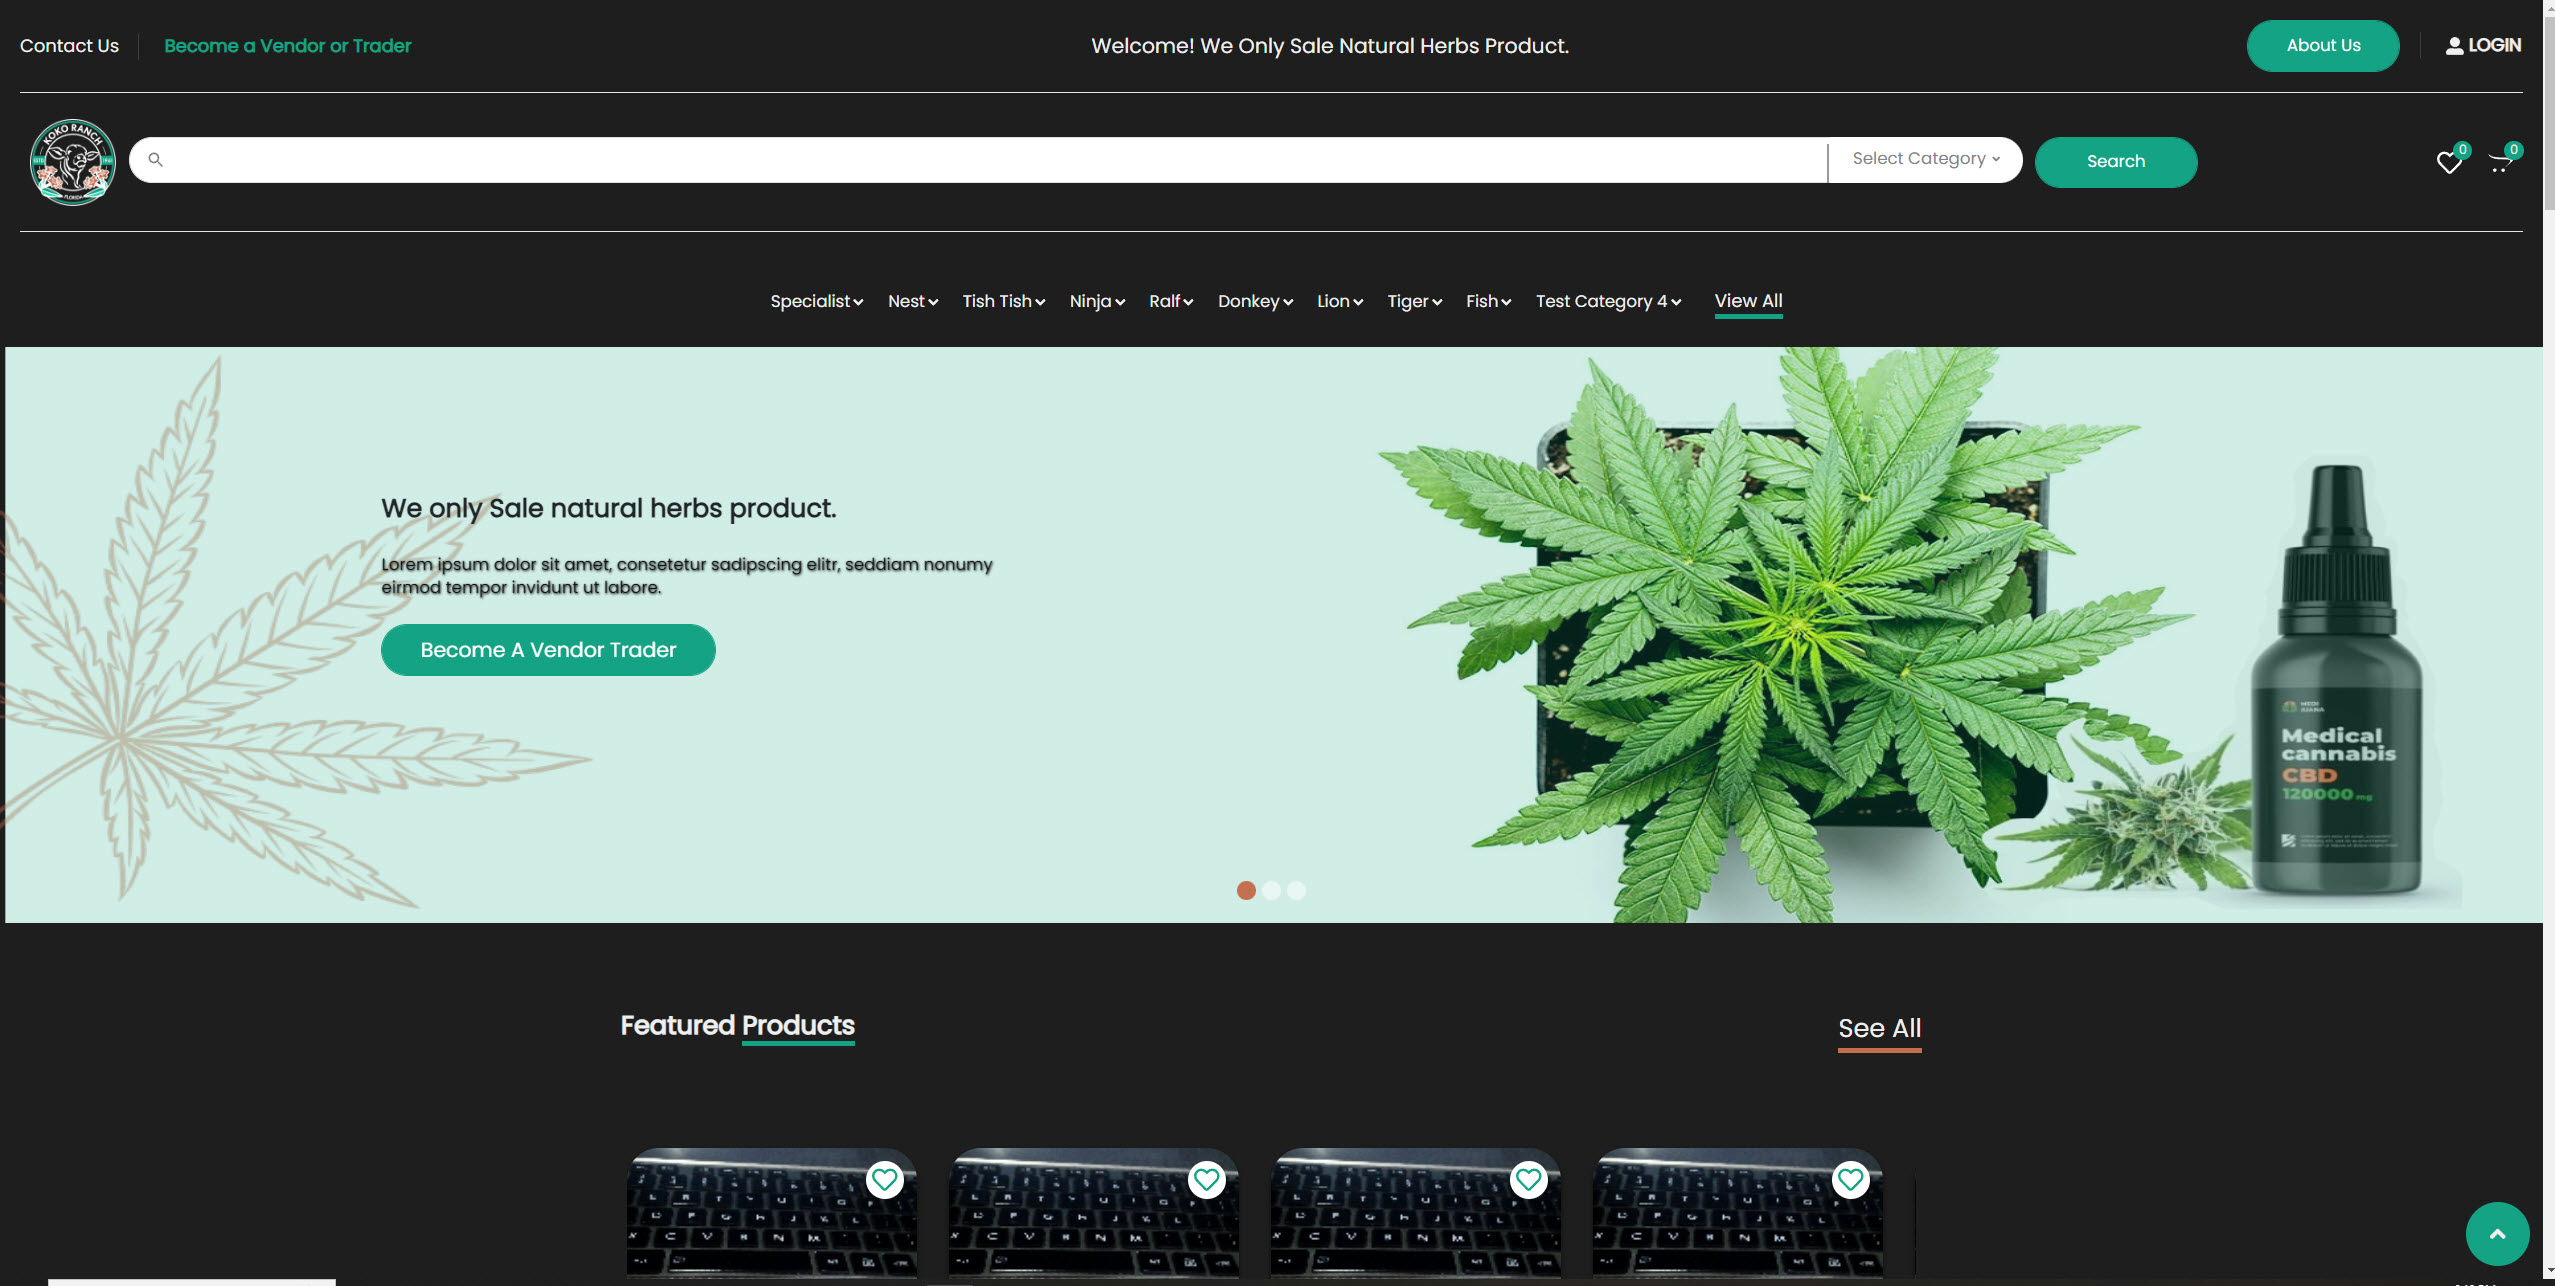 Contact Us
Become a Vendor or Trader
Welcome! We Only Sale Natural Herbs Product.
About Us
LOGIN
KOKO RANCH
FLORIDA
Select Category
Search
0
0
Specialist
Nest
Tish Tish
Ninja
Ralf
Donkey
Lion
Tiger
Fish
Test Category 4
View All
We only Sale natural herbs product.
Lorem ipsum dolor sit amet, consetetur sadipscing elitr, seddiam nonumy
eirmod tempor invidunt ut labore.
Become A Vendor Trader
MEDI
JUANA
Medical
cannabis
CBD
120000 mg
Featured Products
See All